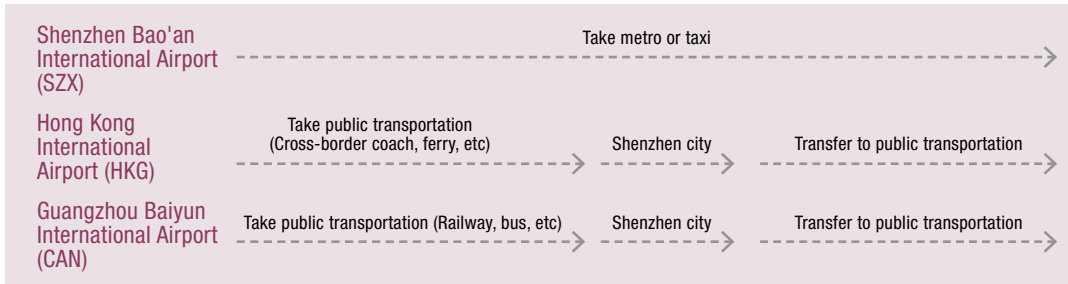 Shenzhen Bao'an
International Airport
(SZX)
Take metro or taxi
Hong Kong
International
Airport (HKG)
Take public transportation
(Cross-border coach, ferry, etc)
Shenzhen city
Transfer to public transportation
Guangzhou Baiyun
International Airport
(CAN)
Take public transportation (Railway, bus, etc)
Shenzhen city
Transfer to public transportation